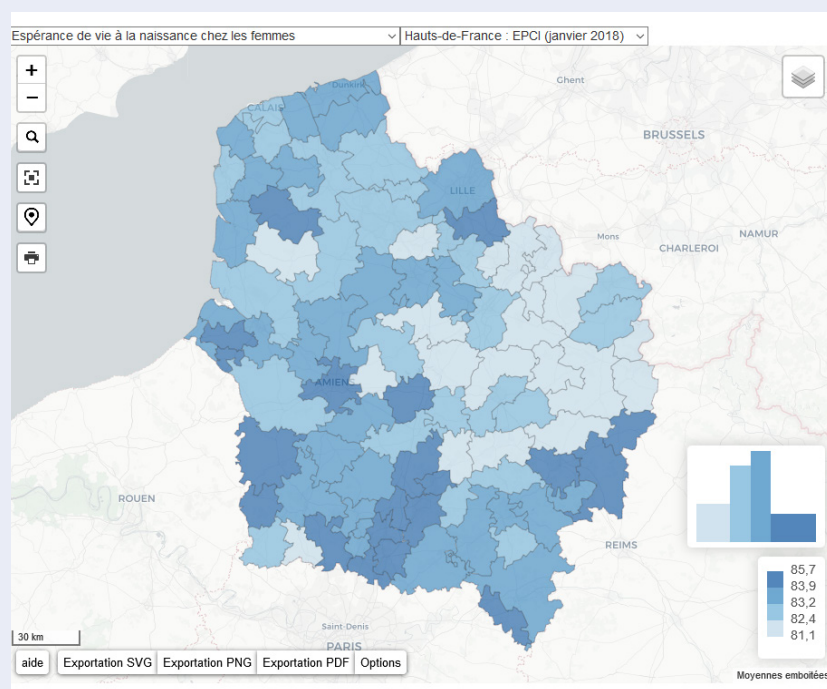 Espérance de vie à la naissance chez les femmes
Hauts-de-France : EPCI (janvier 2018)
+
−
Ghent
Dunkirk
CALAIS
BRUSSELS
LILLE
Mons
NAMUR
CHARLEROI
AMIEN
ROUEN
REIMS
85,7
83,9
83,2
82,4
81,1
Saint-Denis
PARIS
30 km
aide
Exportation SVG
Exportation PNG
Exportation PDF
Options
Moyennes emboitées